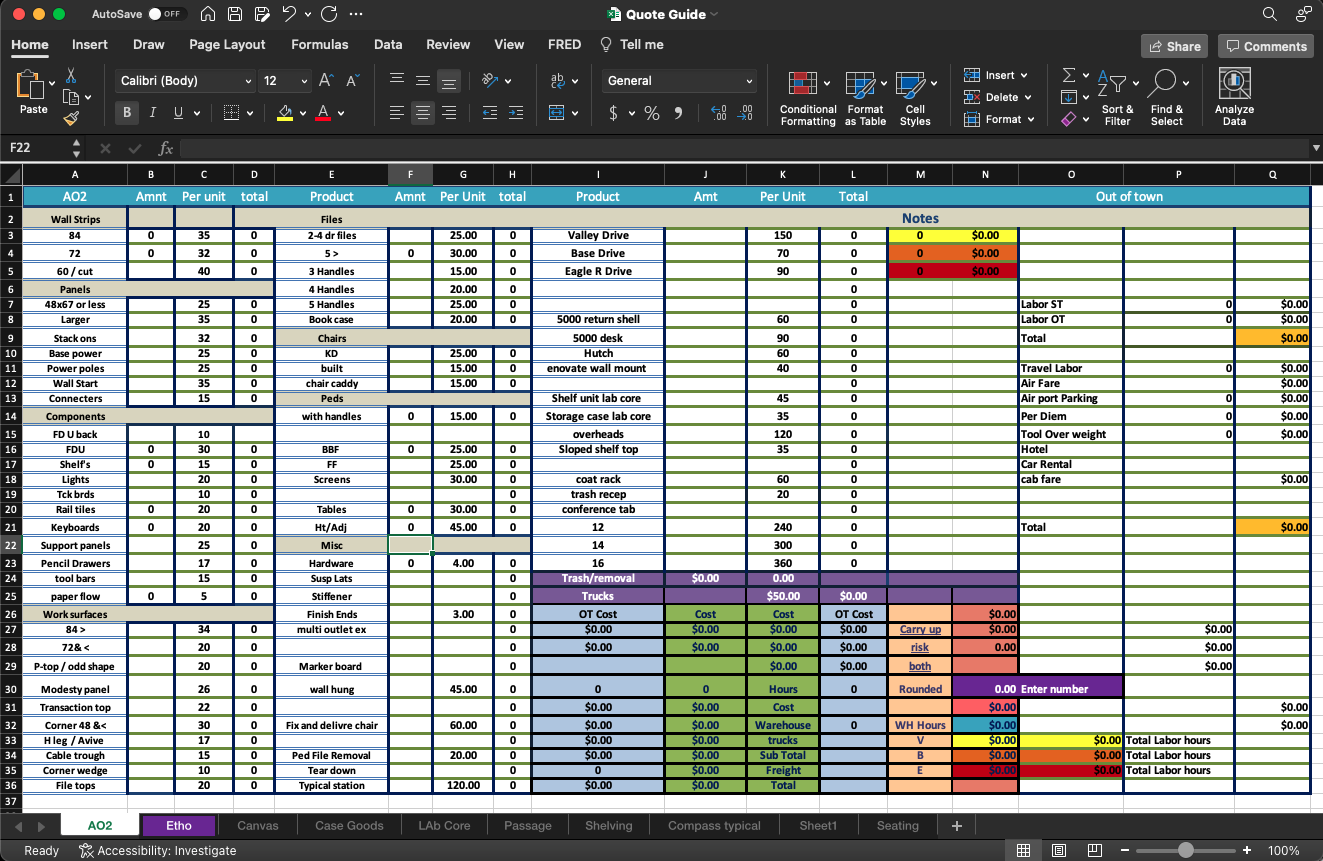 AutoSave OFF Quote Guide
Home Insert Draw Page Layout Formulas Data Review View FRED Tell me Share Comments
Paste Calibri (Body) 12 B I U General $ % Conditional Formatting Format as Table Cell Styles Insert Delete Format Sort & Filter Find & Select Analyze Data
F22 fx
A B C D E F G H I J K L M N O P Q
1 AO2 Amnt Per unit total Product Amnt Per Unit total Product Amt Per Unit Total Out of town
2 Wall Strips Files Notes
3 84 0 35 0 2-4 dr files 25.00 0 Valley Drive 150 0 0 $0.00
4 72 0 32 0 5 > 0 30.00 0 Base Drive 70 0 0 $0.00
5 60 / cut 40 0 3 Handles 15.00 0 Eagle R Drive 90 0 0 $0.00
6 Panels 4 Handles 20.00 0 0
7 48x67 or less 25 0 5 Handles 25.00 0 0 Labor ST 0 $0.00
8 Larger 35 0 Book case 20.00 0 5000 return shell 60 0 Labor OT 0 $0.00
9 Stack ons 32 0 Chairs 5000 desk 90 0 Total $0.00
10 Base power 25 0 KD 25.00 0 Hutch 60 0
11 Power poles 25 0 built 15.00 0 enovate wall mount 40 0 Travel Labor 0 $0.00
12 Wall Start 35 0 chair caddy 15.00 0 0 Air Fare $0.00
13 Connecters 15 0 Peds Shelf unit lab core 45 0 Air port Parking 0 $0.00
14 Components with handles 0 15.00 0 Storage case lab core 35 0 Per Diem 0 $0.00
15 FD U back 10 overheads 120 0 Tool Over weight 0 $0.00
16 FDU 0 30 0 BBF 0 25.00 0 Sloped shelf top 35 0 Hotel
17 Shelf's 0 15 0 FF 25.00 0 0 Car Rental
18 Lights 20 0 Screens 30.00 0 coat rack 60 0 cab fare $0.00
19 Tck brds 10 0 0 trash recep 20 0
20 Rail tiles 0 20 0 Tables 0 30.00 0 conference tab 0
21 Keyboards 0 20 0 Ht/Adj 0 45.00 0 12 240 0 Total $0.00
22 Support panels 25 0 Misc 14 300 0
23 Pencil Drawers 17 0 Hardware 0 4.00 0 16 360 0
24 tool bars 15 0 Susp Lats 0 Trash/removal $0.00 0.00
25 paper flow 0 5 0 Stiffener 0 Trucks $50.00 $0.00
26 Work surfaces Finish Ends 3.00 0 OT Cost Cost Cost OT Cost $0.00
27 84 > 34 0 multi outlet ex 0 $0.00 $0.00 $0.00 $0.00 Carry up $0.00 $0.00
28 72& < 20 0 0 $0.00 $0.00 $0.00 $0.00 risk 0.00 $0.00
29 P-top / odd shape 20 0 Marker board 0 $0.00 $0.00 both $0.00
30 Modesty panel 26 0 wall hung 45.00 0 0 0 Hours 0 Rounded 0.00 Enter number
31 Transaction top 22 0 0 $0.00 $0.00 Cost $0.00 $0.00
32 Corner 48 &< 30 0 Fix and delivre chair 60.00 0 $0.00 $0.00 Warehouse 0 WH Hours $0.00 $0.00
33 H leg / Avive 17 0 0 $0.00 $0.00 trucks V $0.00 $0.00 Total Labor hours
34 Cable trough 15 0 Ped File Removal 20.00 0 $0.00 $0.00 Sub Total B $0.00 $0.00 Total Labor hours
35 Corner wedge 10 0 Tear down 0 0 $0.00 Freight E $0.00 $0.00 Total Labor hours
36 File tops 20 0 Typical station 120.00 0 $0.00 $0.00 Total
37
AO2 Etho Canvas Case Goods LAb Core Passage Shelving Compass typical Sheet1 Seating +
Ready Accessibility: Investigate 100%